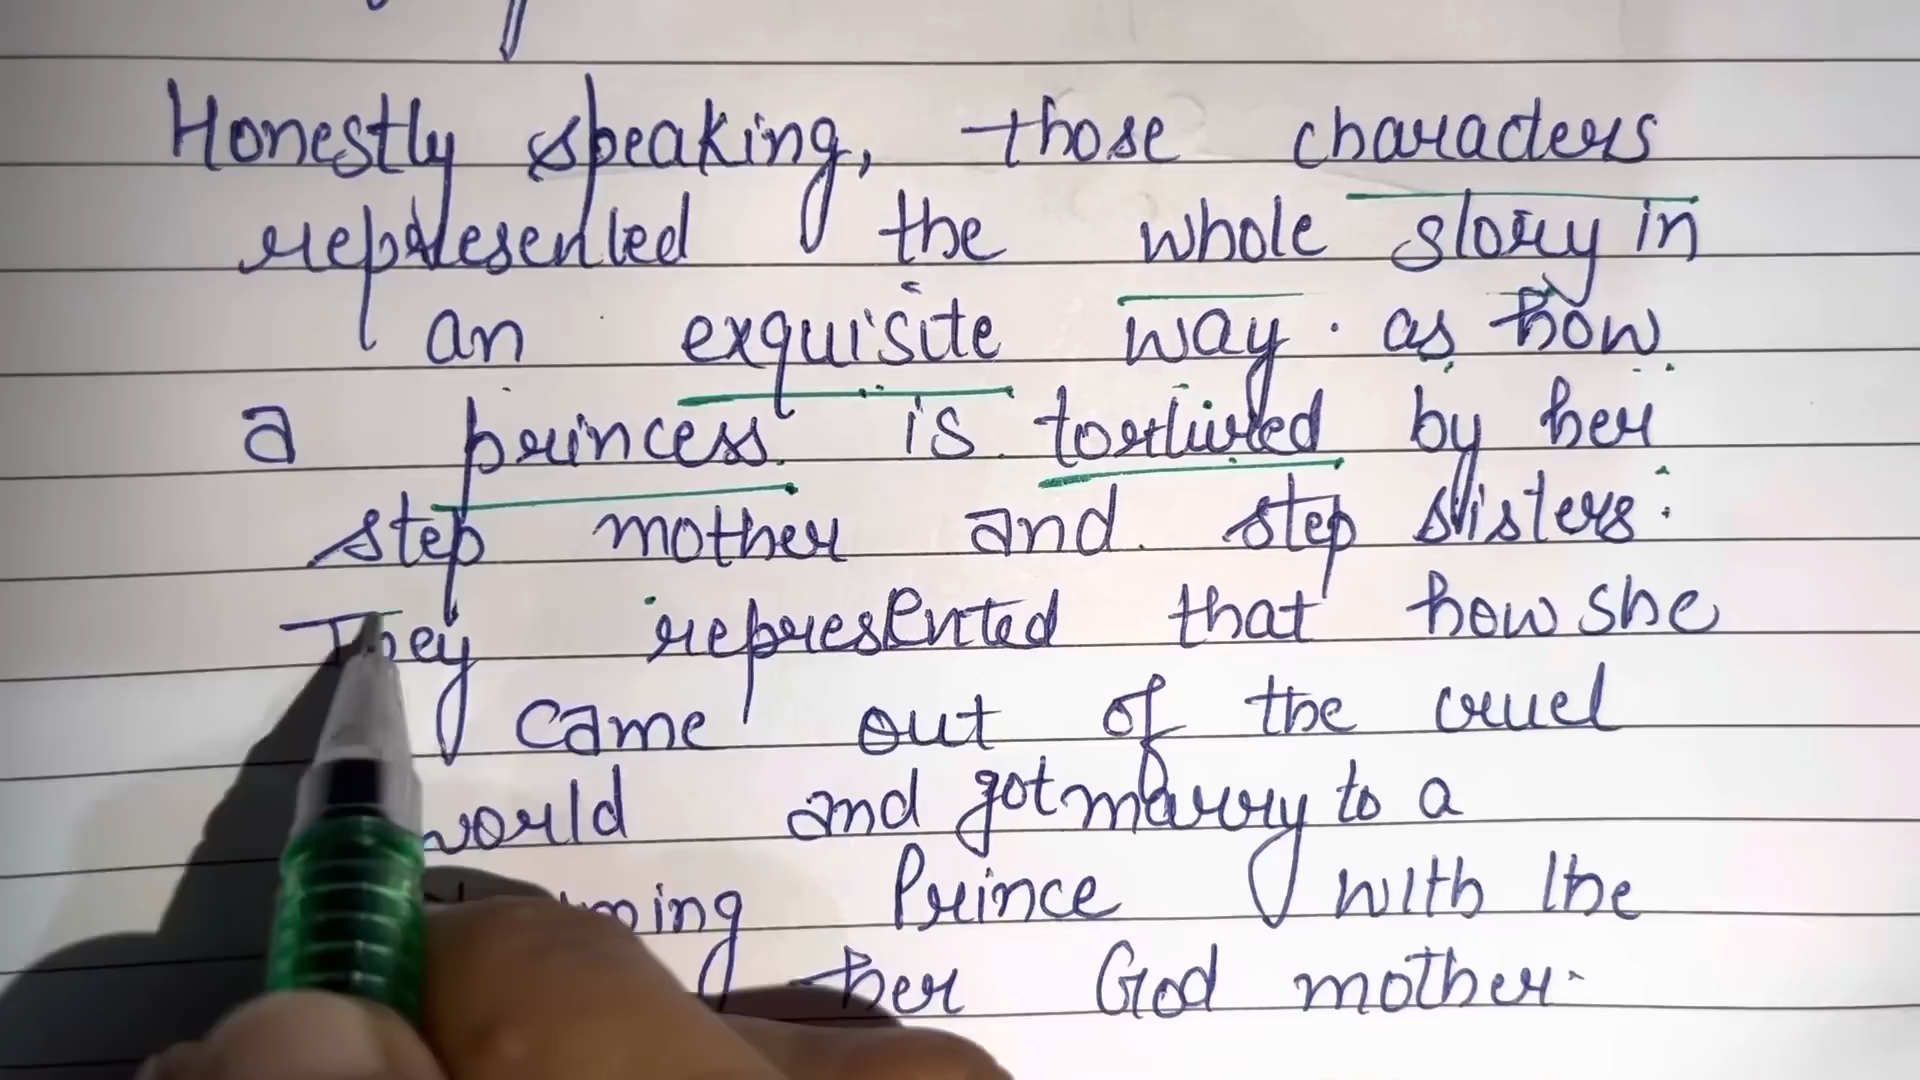 Honestly speaking, those characters
represented the whole story in
an exquisite way. as how
a princess is tortured by her
step mother and step sisters.
They represented that how she
came out of the cruel
world and got marry to a
Prince with the
her God mother.